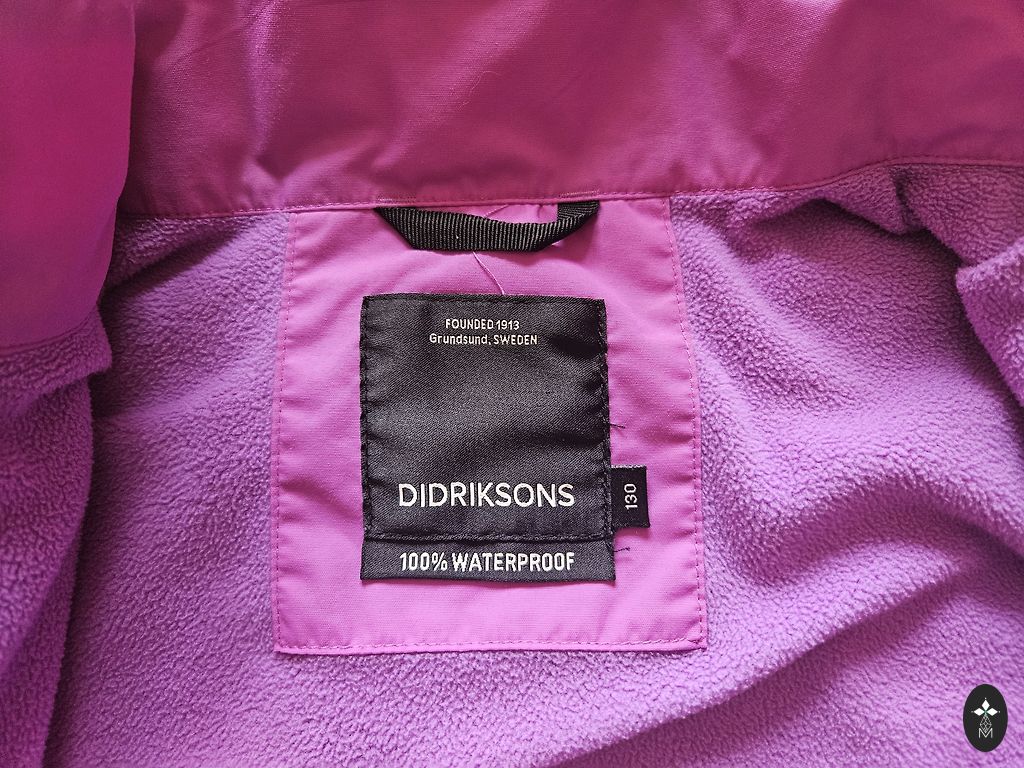 FOUNDED 1913
Grundsund, SWEDEN
DIDRIKSONS
130
100% WATERPROOF
M